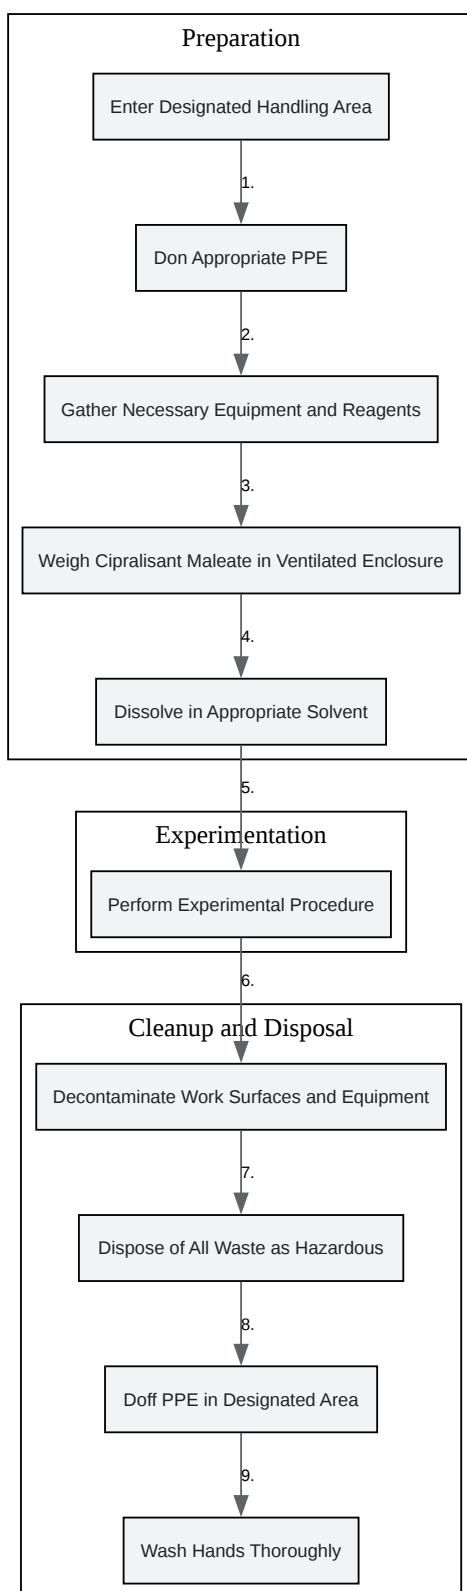 Preparation
Enter Designated Handling Area
1.
Don Appropriate PPE
2.
Gather Necessary Equipment and Reagents
3.
Weigh Cipralisant Maleate in Ventilated Enclosure
4.
Dissolve in Appropriate Solvent
5.
Experimentation
Perform Experimental Procedure
6.
Cleanup and Disposal
Decontaminate Work Surfaces and Equipment
7.
Dispose of All Waste as Hazardous
8.
Doff PPE in Designated Area
9.
Wash Hands Thoroughly